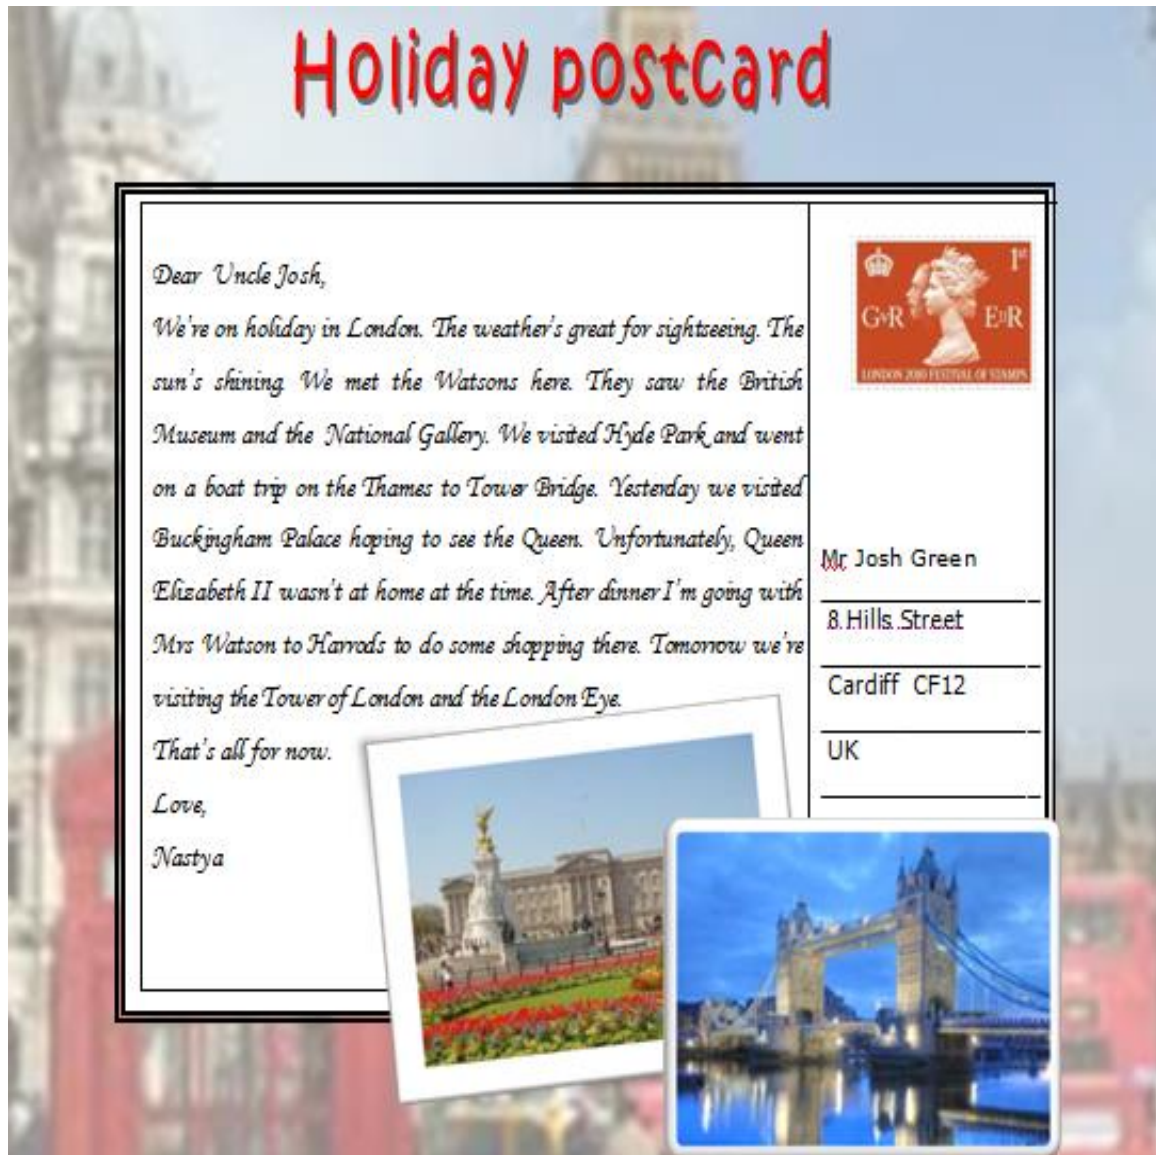 Holiday postcard
Dear Uncle Josh,
We're on holiday in London. The weather's great for sightseeing. The
sun's shining. We met the Watsons here. They saw the British
Museum and the National Gallery. We visited Hyde Park and went
on a boat trip on the Thames to Tower Bridge. Yesterday we visited
Buckingham Palace hoping to see the Queen. Unfortunately, Queen
Elizabeth II wasn't at home at the time. After dinner I'm going with
Mrs Watson to Harrods to do some shopping there. Tomorrow we're
visiting the Tower of London and the London Eye.
That's all for now.
Love,
Nastya
1st
GvR EIIR
LONDON 2010 FESTIVAL OF STAMPS
Mr Josh Green
8 Hills Street
Cardiff CF12
UK